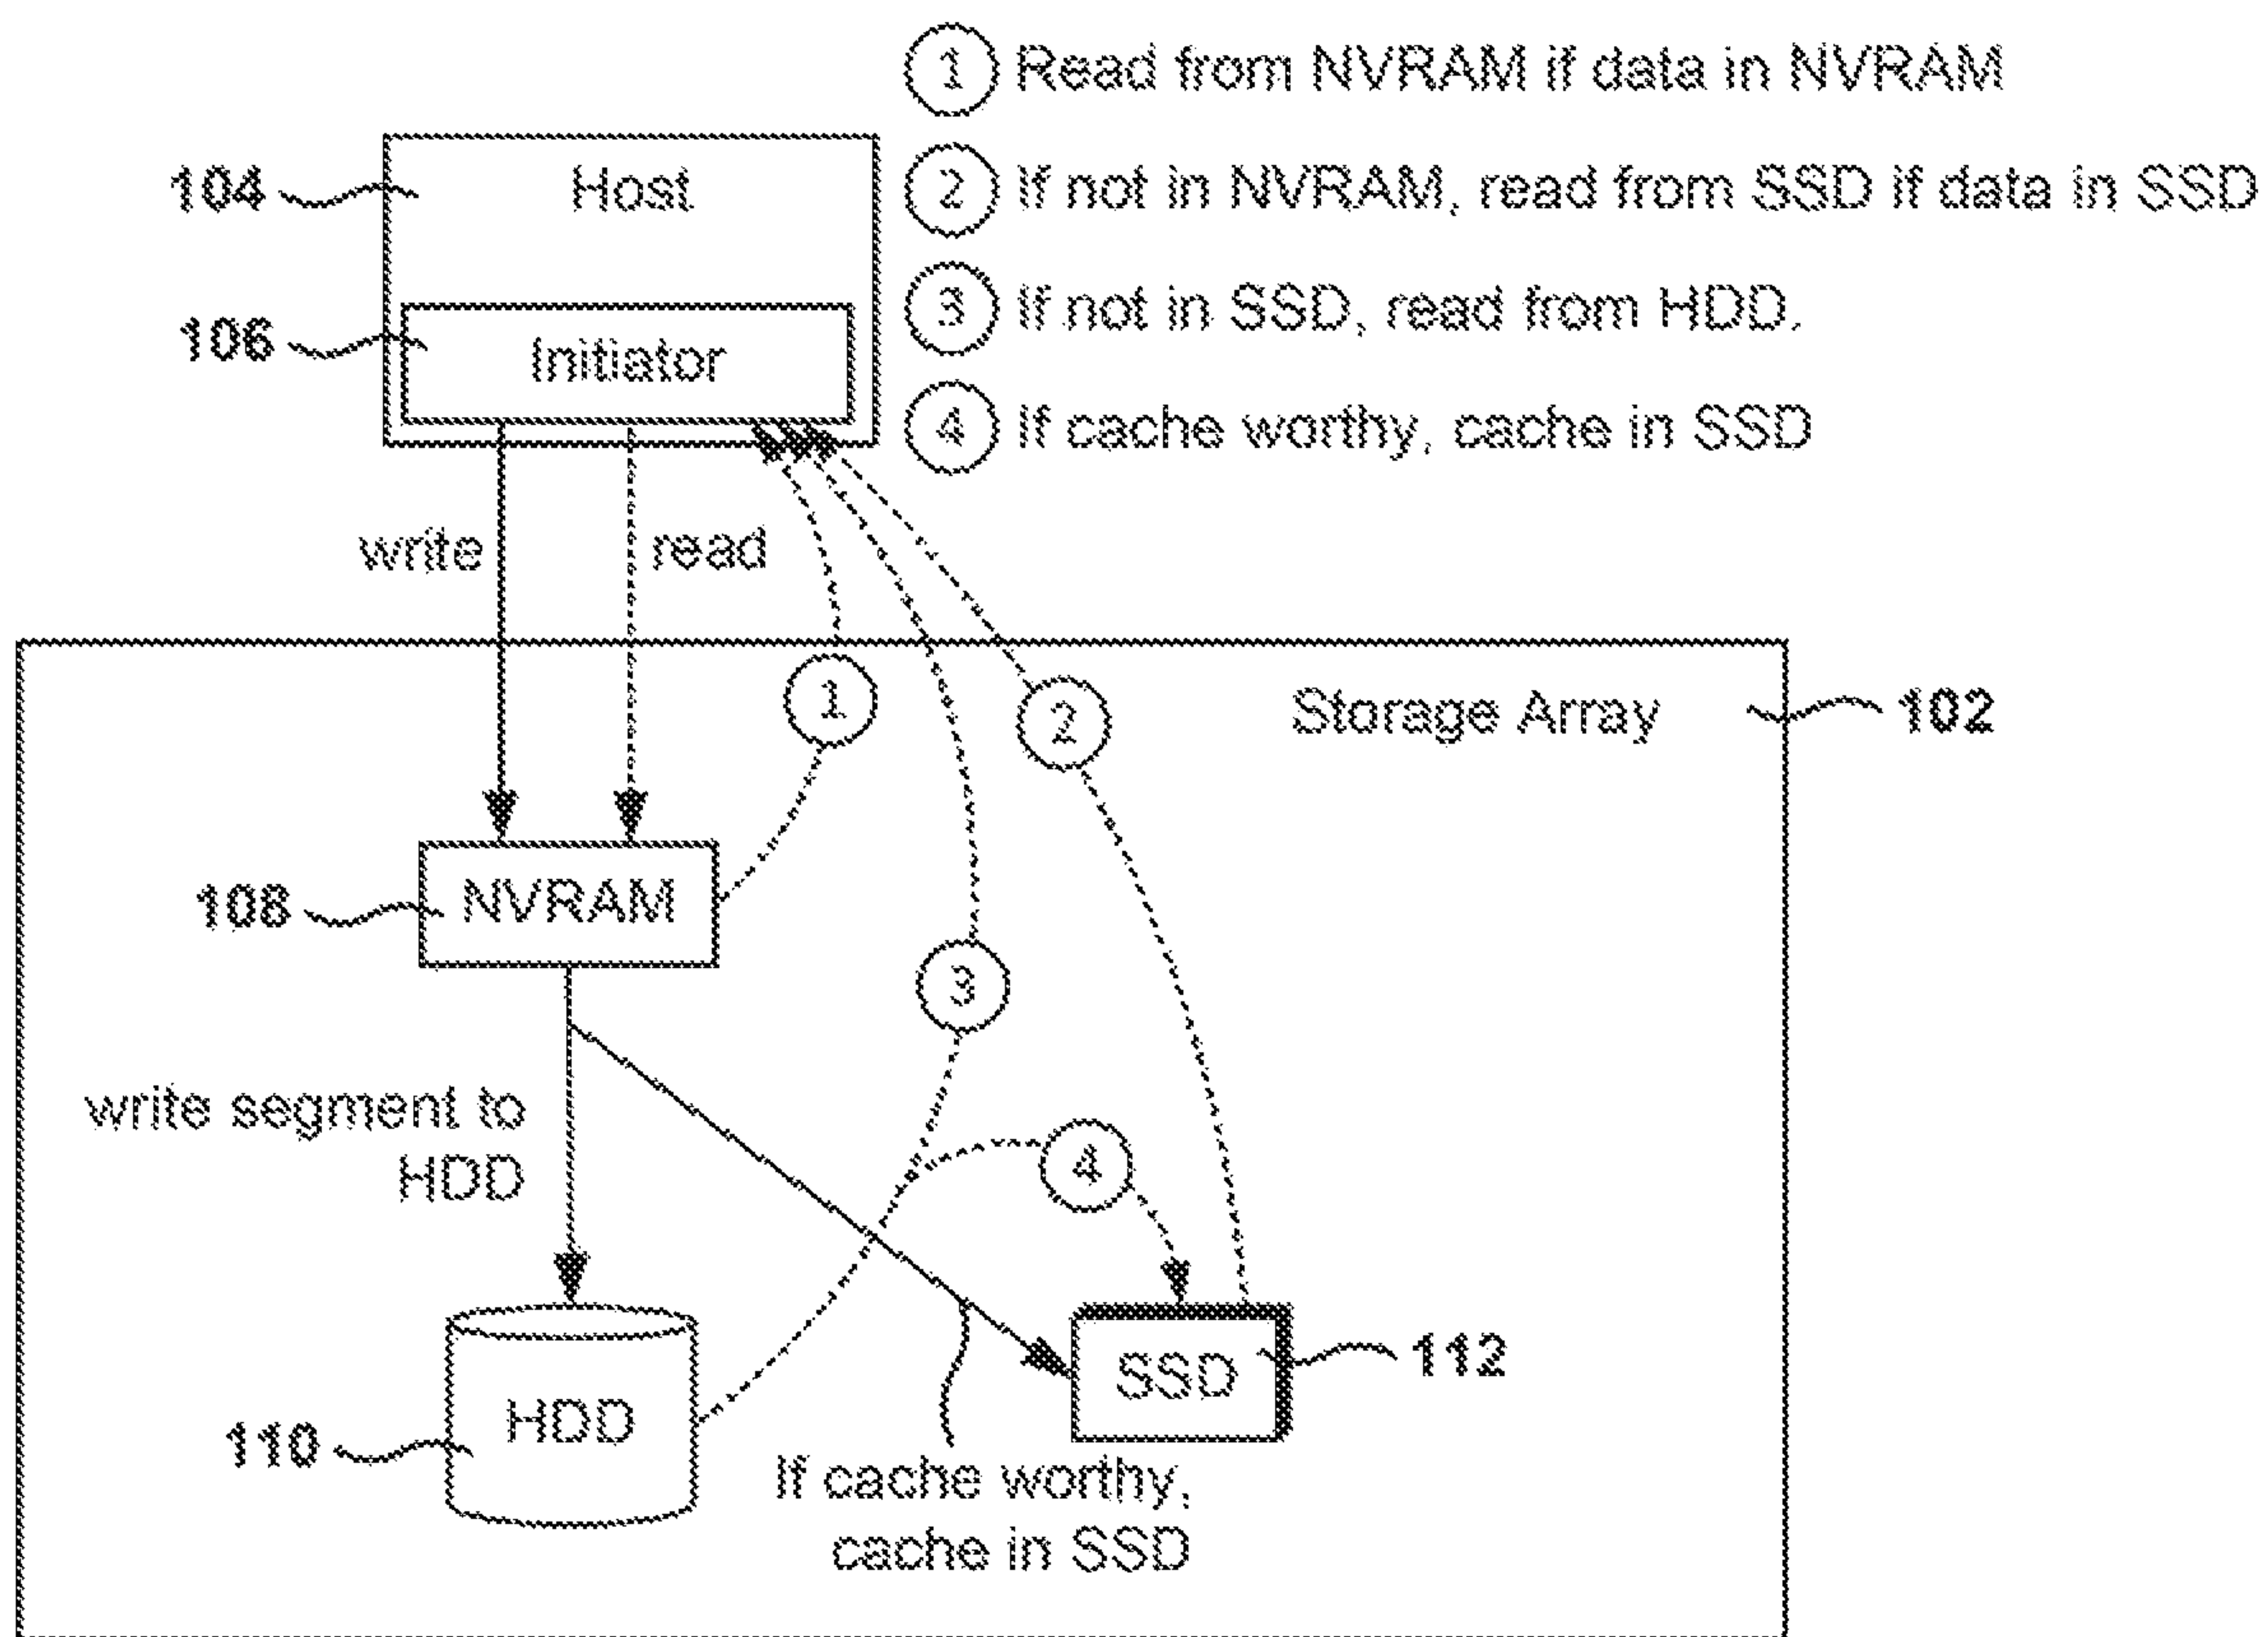 1 Read from NVRAM if data in NVRAM
104 Host
2 If not in NVRAM, read from SSD if data in SSD
3 If not in SSD, read from HDD.
106 Initiator
4 If cache worthy, cache in SSD
write
read
1
2
Storage Array
102
108
NVRAM
3
write segment to
HDD
4
SSD
112
110
HDD
If cache worthy,
cache in SSD